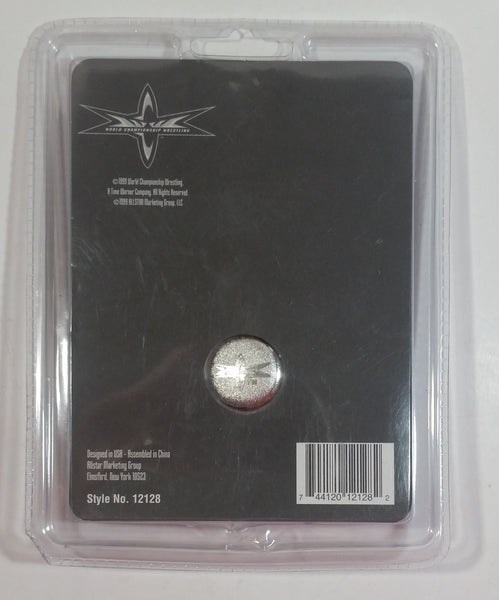 WORLD CHAMPIONSHIP WRESTLING
©1999 World Championship Wrestling
A Time Warner Company. All Rights Reserved.
©1999 ALLSTAR Marketing Group, LLC
Designed in USA - Assembled in China
Allstar Marketing Group
Elmsford, New York 10523
Style No. 12128
7 44120 12128 2